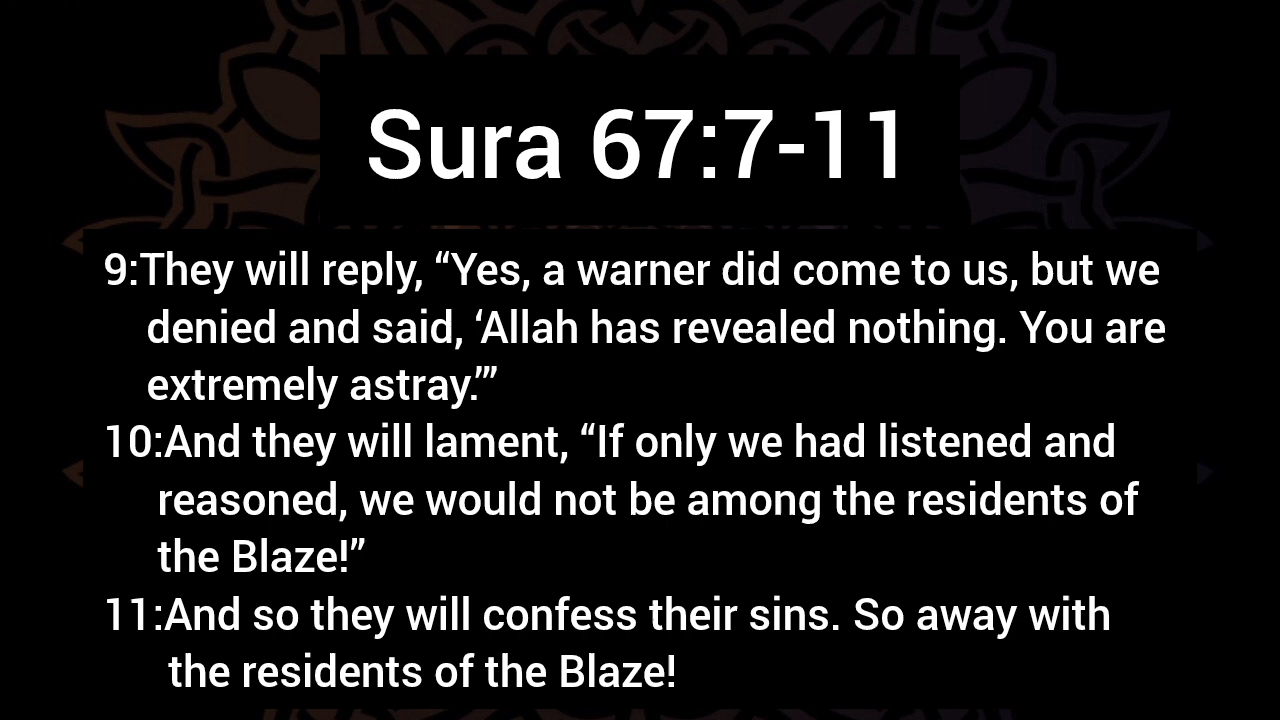 Sura 67:7-11
9:They will reply, “Yes, a warner did come to us, but we
denied and said, ‘Allah has revealed nothing. You are
extremely astray.’”
10:And they will lament, “If only we had listened and
reasoned, we would not be among the residents of
the Blaze!”
11:And so they will confess their sins. So away with
the residents of the Blaze!